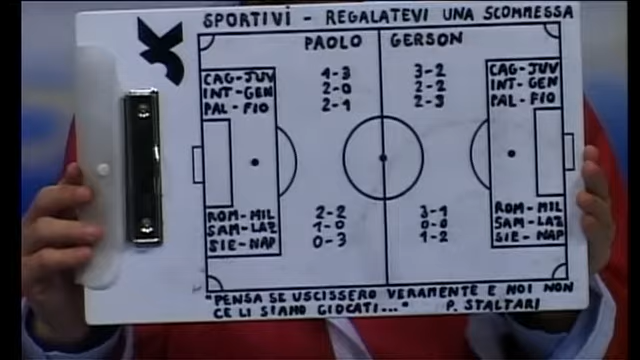 SPORTIVI - REGALATEVI UNA SCOMMESSA
PAOLO GERSON
CAG-JUV 1-3 3-2 CAG-JUV
INT-GEN 2-0 2-2 INT-GEN
PAL-FIO 2-1 2-3 PAL-FIO
ROM-MIL 2-2 3-1 ROM-MIL
SAM-LAZ 1-0 0-0 SAM-LAZ
SIE-NAP 0-3 1-2 SIE-NAP
"PENSA SE USCISSERO VERAMENTE E NOI NON
CE LI SIAMO GIOCATI..." P. STALTARI